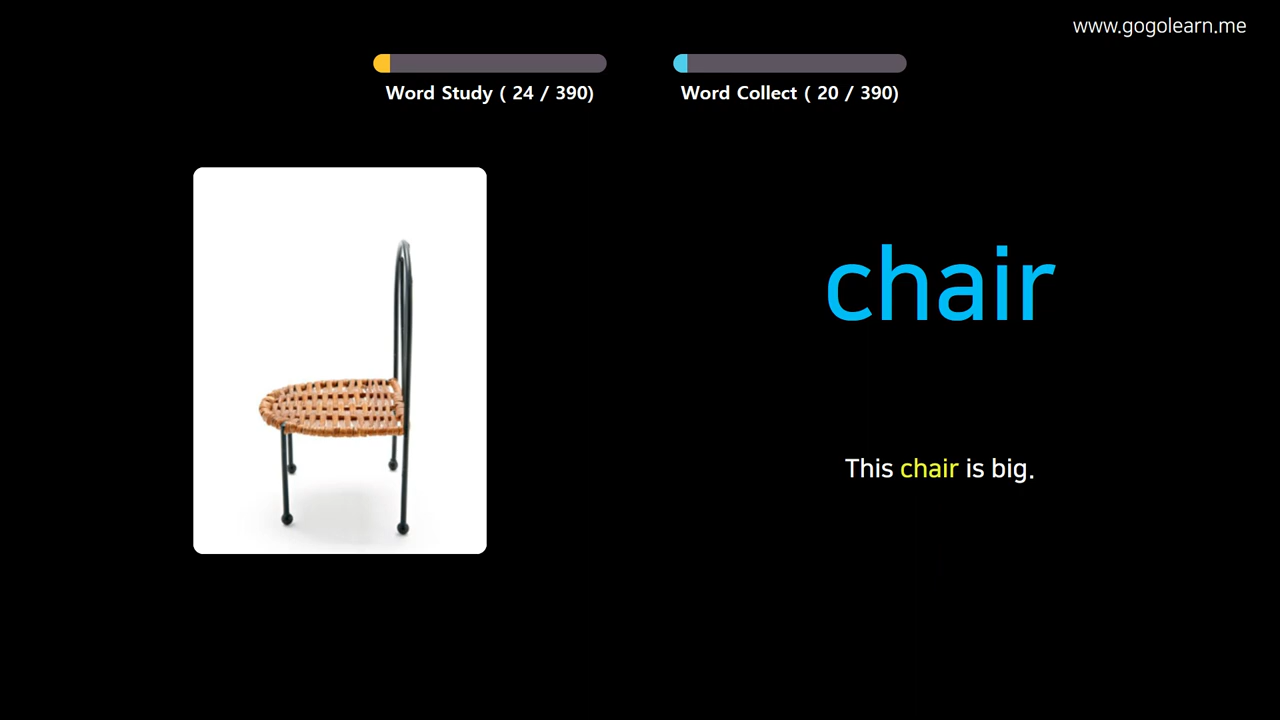 www.gogolearn.me
Word Study ( 24 / 390)
Word Collect ( 20 / 390)
chair
This chair is big.